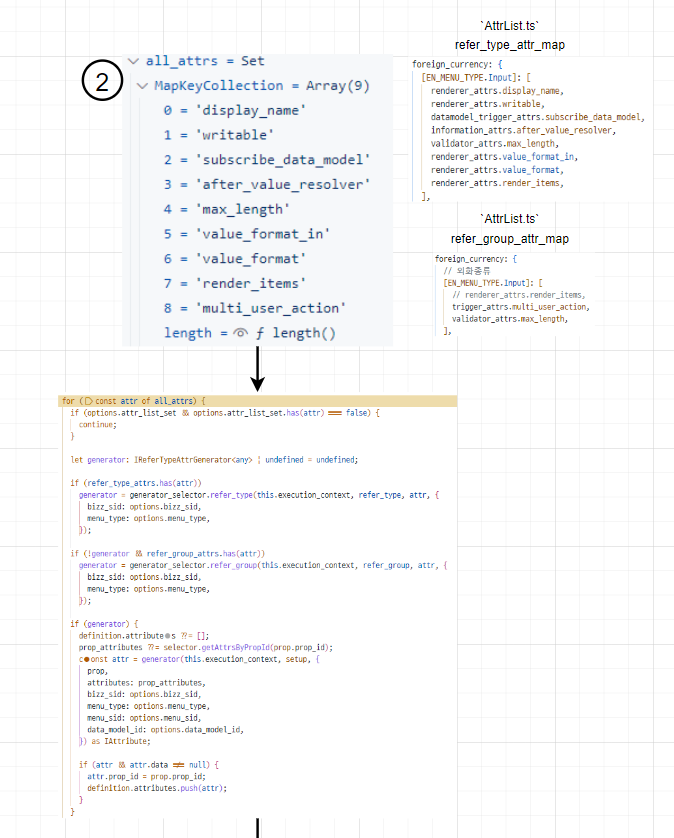 ②
all_attrs = Set
MapKeyCollection = Array(9)
0 = 'display_name'
1 = 'writable'
2 = 'subscribe_data_model'
3 = 'after_value_resolver'
4 = 'max_length'
5 = 'value_format_in'
6 = 'value_format'
7 = 'render_items'
8 = 'multi_user_action'
length = ƒ length()
`AttrList.ts`
refer_type_attr_map
foreign_currency: {
[EN_MENU_TYPE.Input]: [
renderer_attrs.display_name,
renderer_attrs.writable,
datamodel_trigger_attrs.subscribe_data_model,
information_attrs.after_value_resolver,
validator_attrs.max_length,
renderer_attrs.value_format_in,
renderer_attrs.value_format,
renderer_attrs.render_items,
],
`AttrList.ts`
refer_group_attr_map
foreign_currency: {
// 외화종류
[EN_MENU_TYPE.Input]: [
// renderer_attrs.render_items,
trigger_attrs.multi_user_action,
validator_attrs.max_length,
],
for (const attr of all_attrs) {
if (options.attr_list_set && options.attr_list_set.has(attr) === false) {
continue;
}
let generator: IReferTypeAttrGenerator<any> | undefined = undefined;
if (refer_type_attrs.has(attr))
generator = generator_selector.refer_type(this.execution_context, refer_type, attr, {
bizz_sid: options.bizz_sid,
menu_type: options.menu_type,
});
if (!generator && refer_group_attrs.has(attr))
generator = generator_selector.refer_group(this.execution_context, refer_group, attr, {
bizz_sid: options.bizz_sid,
menu_type: options.menu_type,
});
if (generator) {
definition.attributes ??= [];
prop_attributes ??= selector.getAttrsByPropId(prop.prop_id);
const attr = generator(this.execution_context, setup, {
prop,
attributes: prop_attributes,
bizz_sid: options.bizz_sid,
menu_type: options.menu_type,
menu_sid: options.menu_sid,
data_model_id: options.data_model_id,
}) as IAttribute;
if (attr && attr.data != null) {
attr.prop_id = prop.prop_id;
definition.attributes.push(attr);
}
}